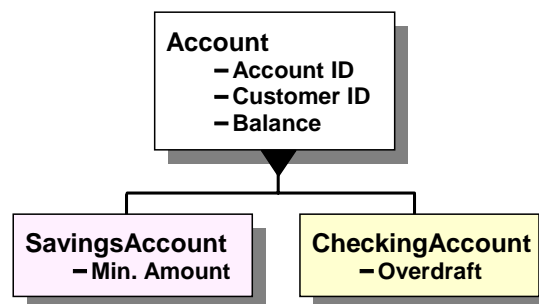 Account
– Account ID
– Customer ID
– Balance
SavingsAccount
– Min. Amount
CheckingAccount
– Overdraft